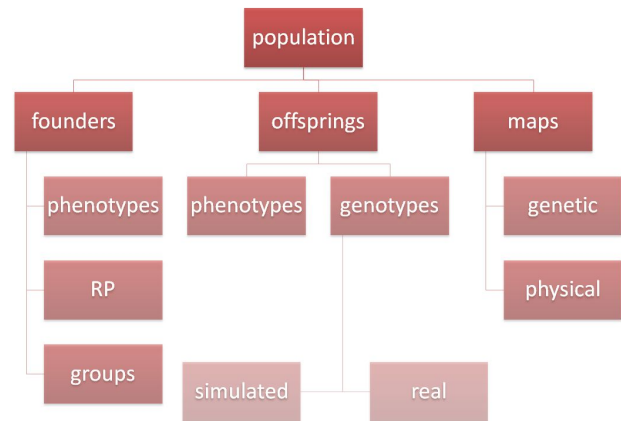 population
founders
offsprings
maps
phenotypes
phenotypes
genotypes
genetic
RP
physical
groups
simulated
real